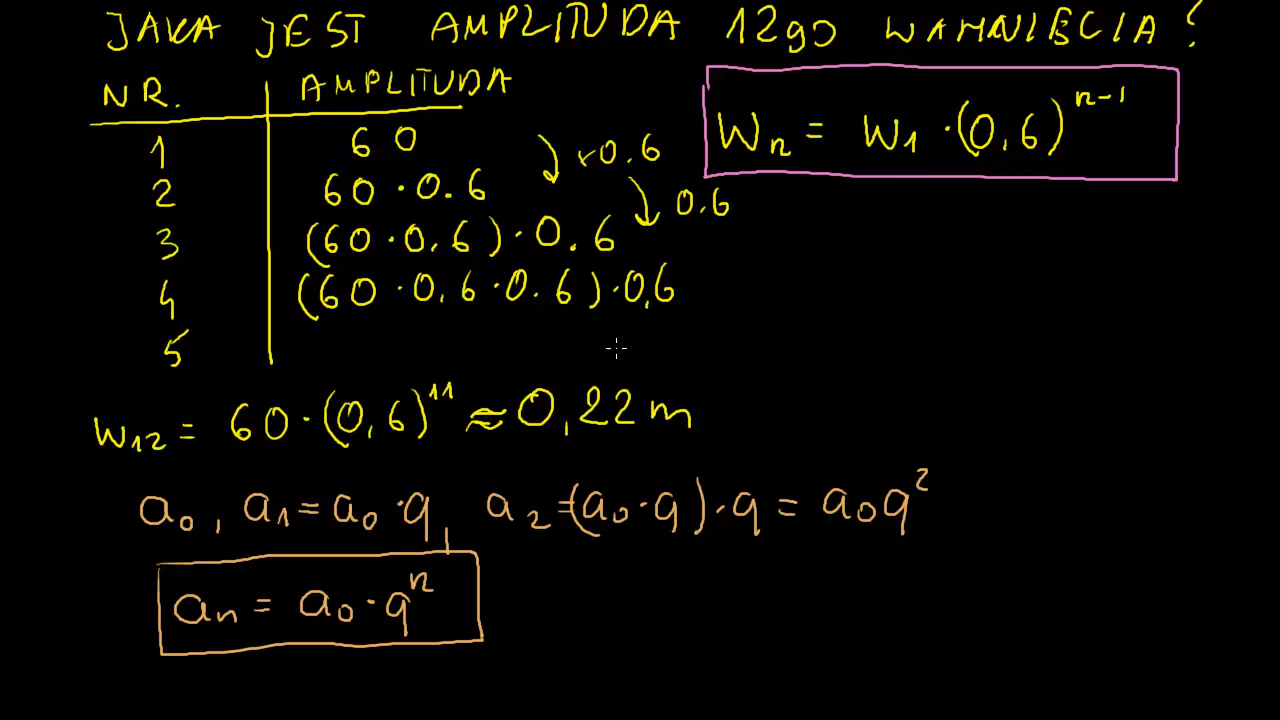 JAKA JEST AMPLITUDA 12go WAHNIĘCIA?
NR. AMPLITUDA
1 60
×0.6
2 60 · 0.6
0.6
3 (60 · 0.6) · 0.6
4 (60 · 0.6 · 0.6) · 0,6
5
Wn = W1 · (0,6)^n-1
W12 = 60 · (0,6)^11 ≈ 0,22 m
a0, a1 = a0 · q, a2 = (a0 · q) · q = a0q^2
an = a0 · q^n